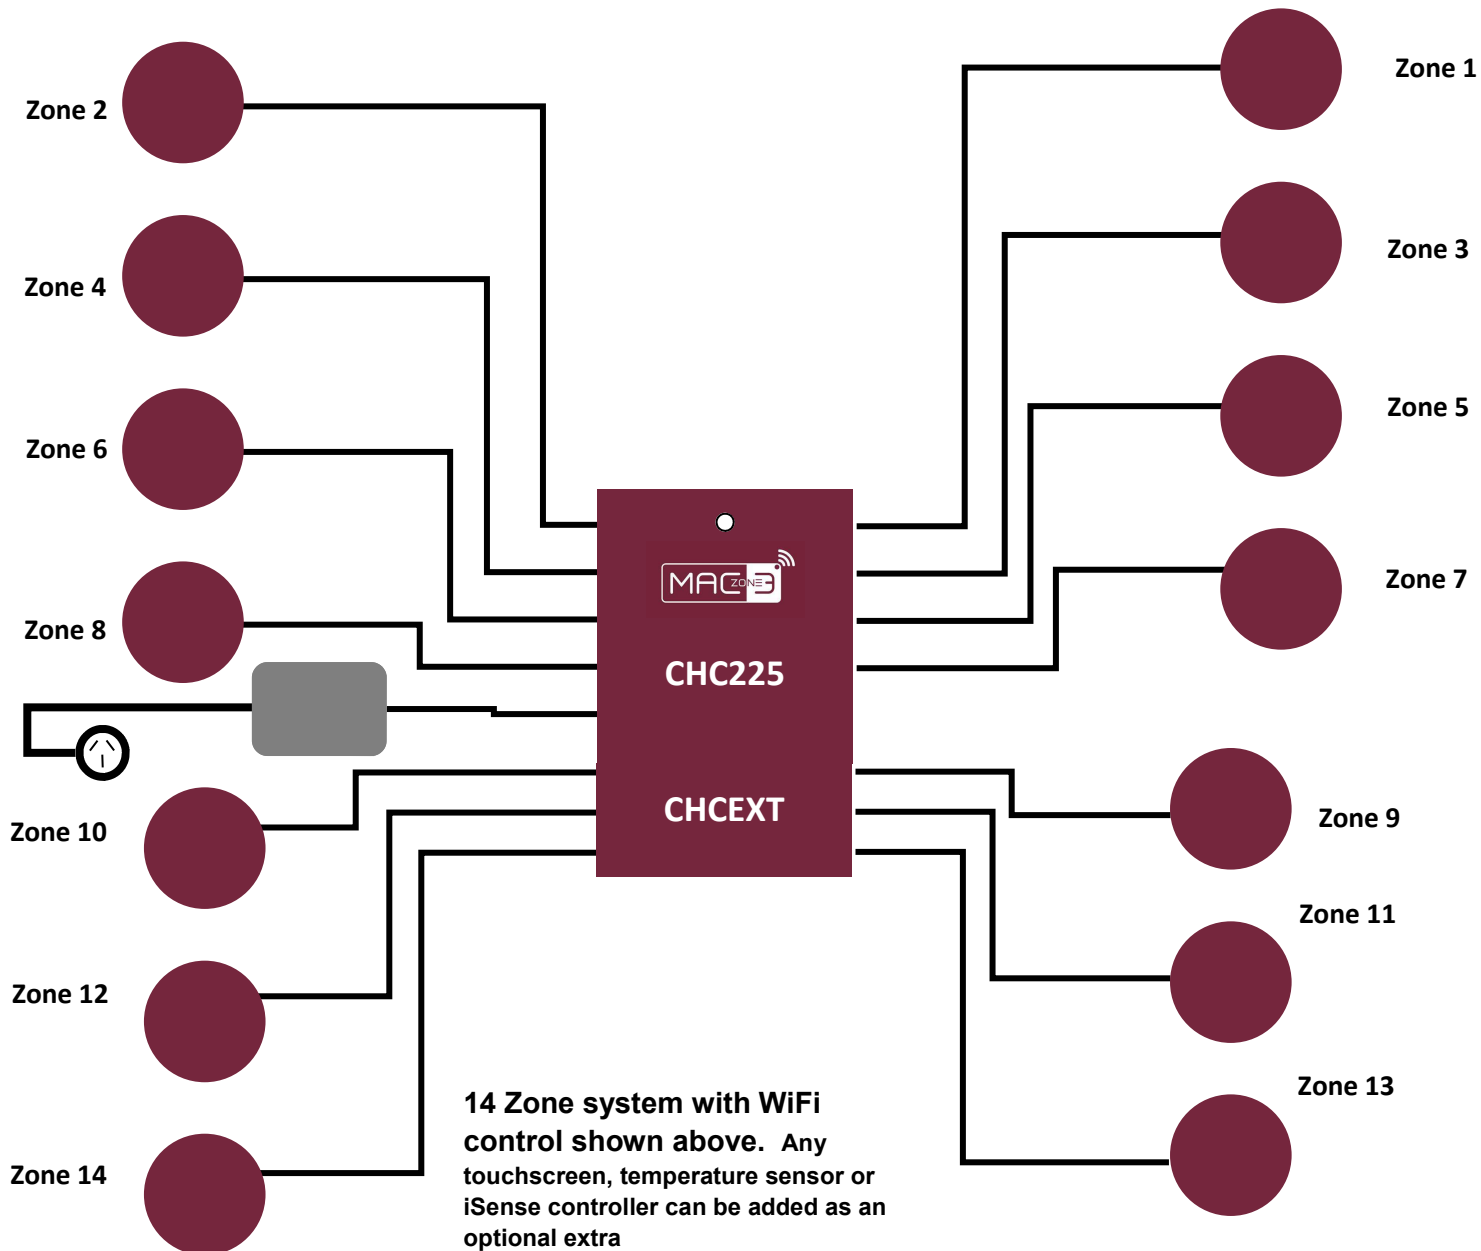 Zone 1
Zone 2
Zone 3
Zone 4
Zone 5
Zone 6
Zone 7
Zone 8
MAC ZONE 3
CHC225
CHCEXT
Zone 9
Zone 10
Zone 11
Zone 12
Zone 13
Zone 14
14 Zone system with WiFi
control shown above. Any
touchscreen, temperature sensor or
iSense controller can be added as an
optional extra